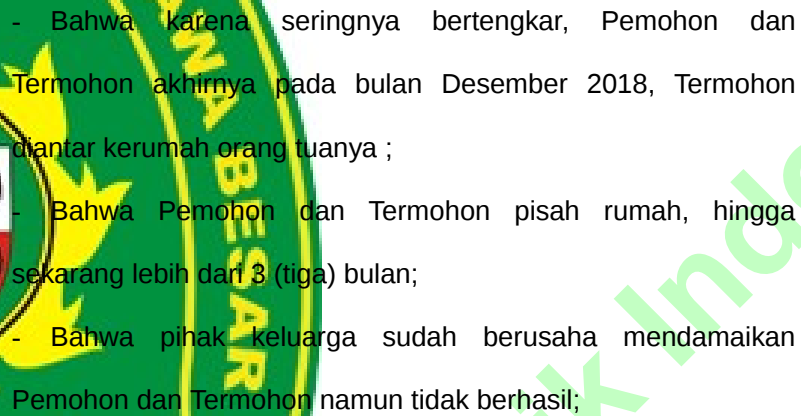 - Bahwa karena seringnya bertengkar, Pemohon dan
Termohon akhirnya pada bulan Desember 2018, Termohon
diantar kerumah orang tuanya ;
- Bahwa Pemohon dan Termohon pisah rumah, hingga
sekarang lebih dari 3 (tiga) bulan;
- Bahwa pihak keluarga sudah berusaha mendamaikan
Pemohon dan Termohon namun tidak berhasil;
BESAR